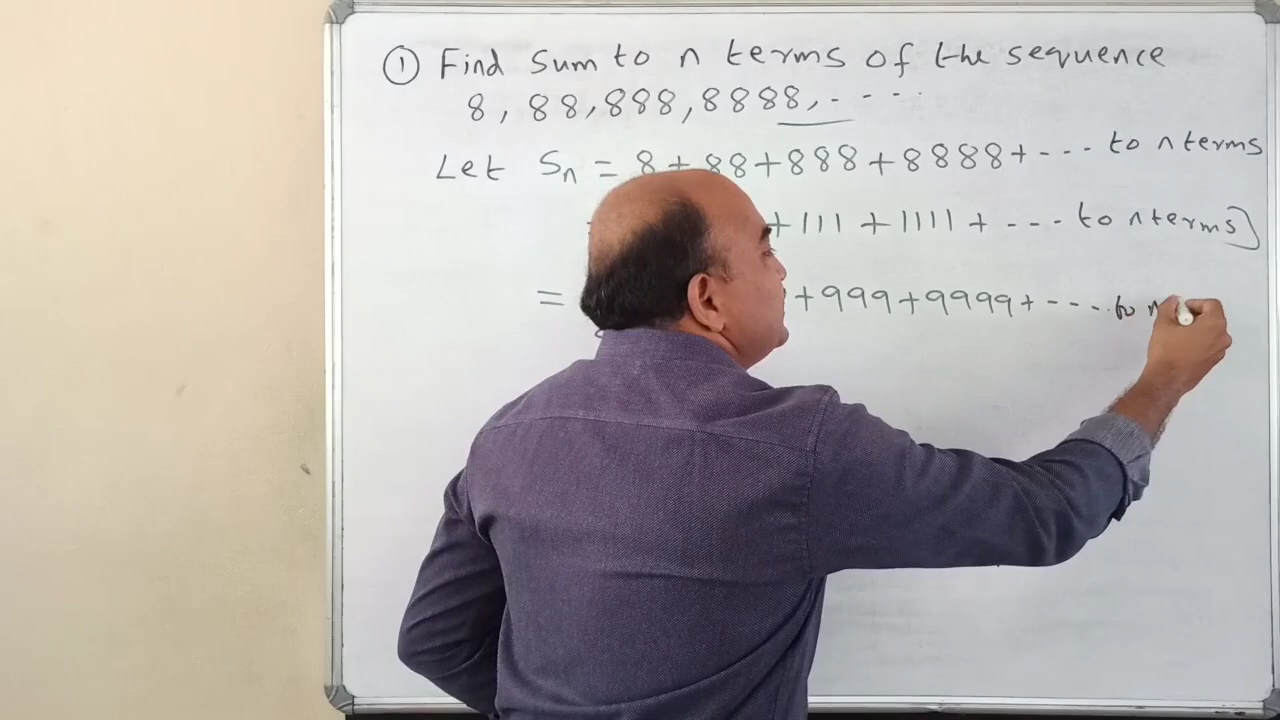 ① Find Sum to n terms of the sequence
8, 88, 888, 8888, - - - -
Let Sn = 8 + 88 + 888 + 8888 + - - - to n terms
+ 111 + 1111 + - - - to n terms]
= + 999 + 9999 + - - - - to n